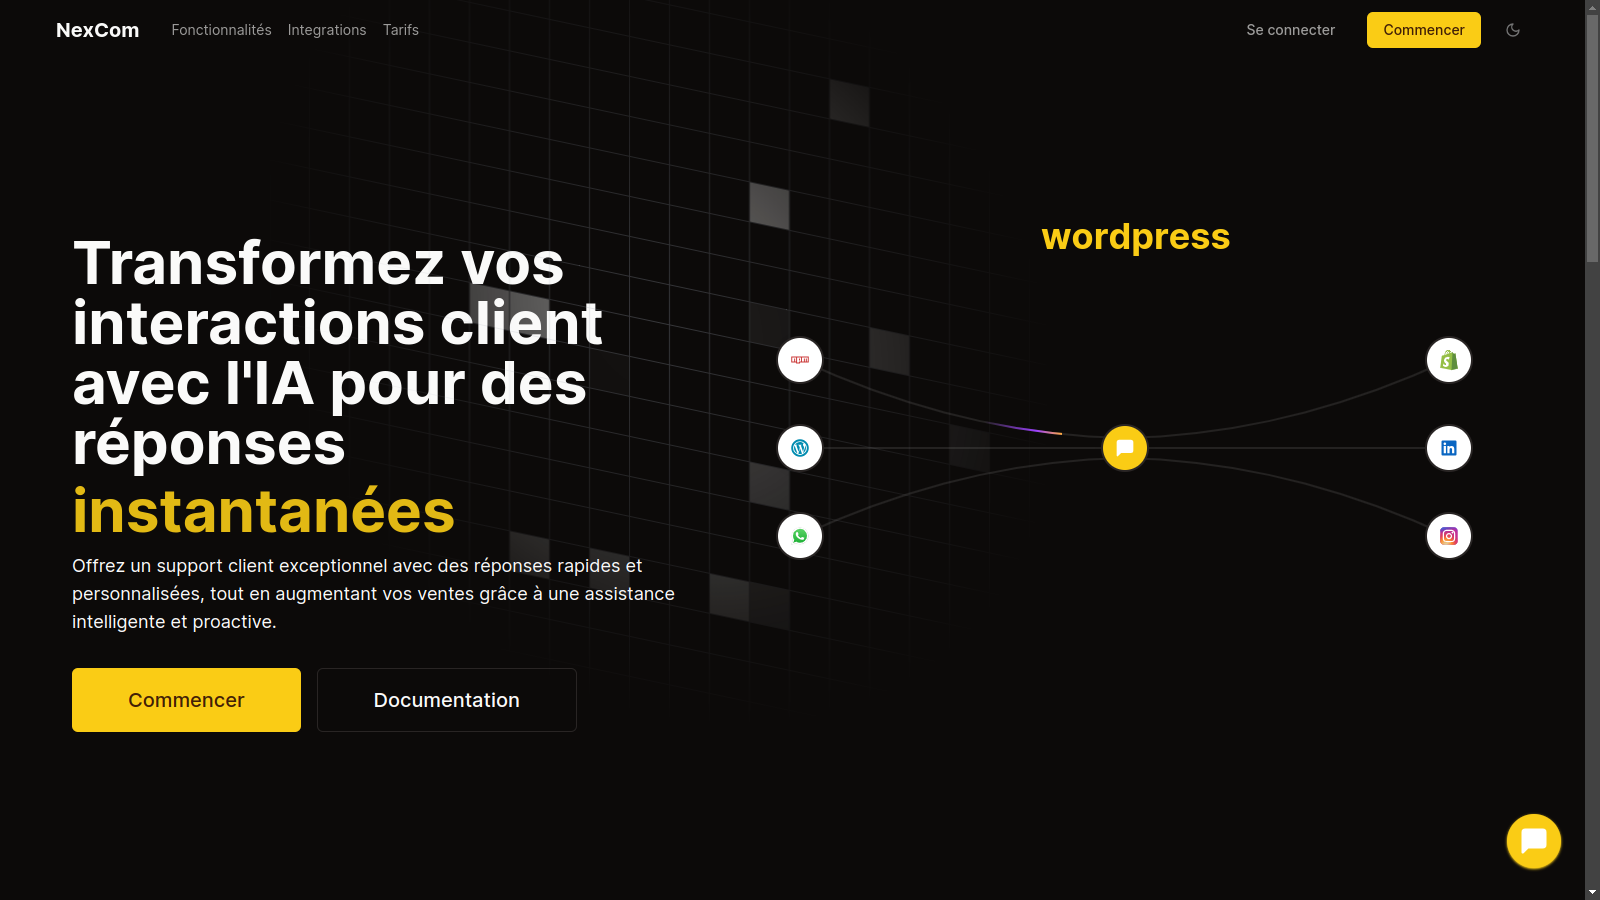 NexCom
Fonctionnalités
Integrations
Tarifs
Se connecter
Commencer
Transformez vos
interactions client
avec l'IA pour des
réponses
instantanées
Offrez un support client exceptionnel avec des réponses rapides et
personnalisées, tout en augmentant vos ventes grâce à une assistance
intelligente et proactive.
Commencer
Documentation
wordpress
npm
in